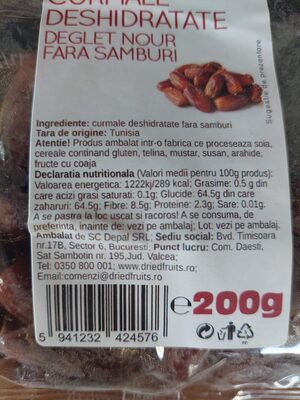 CURMALE
DESHIDRATATE
DEGLET NOUR
FARA SAMBURI
Sugestie de prezentare
Ingrediente: curmale deshidratate fara samburi
Tara de origine: Tunisia
Atentie! Produs ambalat intr-o fabrica ce proceseaza soia,
cereale continand gluten, telina, mustar, susan, arahide,
fructe cu coaja
Declaratia nutritionala (Valori medii pentru 100g produs):
Valoarea energetica: 1222kj/289 kcal; Grasime: 0.5 g din
care acizi grasi saturati: 0.1g; Glucide: 64.5g din care
zaharuri: 64.5g; Fibre: 8.5g; Proteine: 2.3g; Sare: 0.01g.
A se pastra la loc uscat si racoros! A se consuma, de
preferinta, inainte de: vezi pe ambalaj; Lot: vezi pe ambalaj.
Ambalat de SC Depal SRL; Sediu social: Bvd. Timisoara
nr.17B, Sector 6, Bucuresti; Punct lucru: Com. Daesti,
Sat Sambotin nr. 195,Jud. Valcea;
Tel: 0350 800 001; www.driedfruits.ro;
Email:comenzi@driedfruits.ro
e200g
5 941232 424576
PP